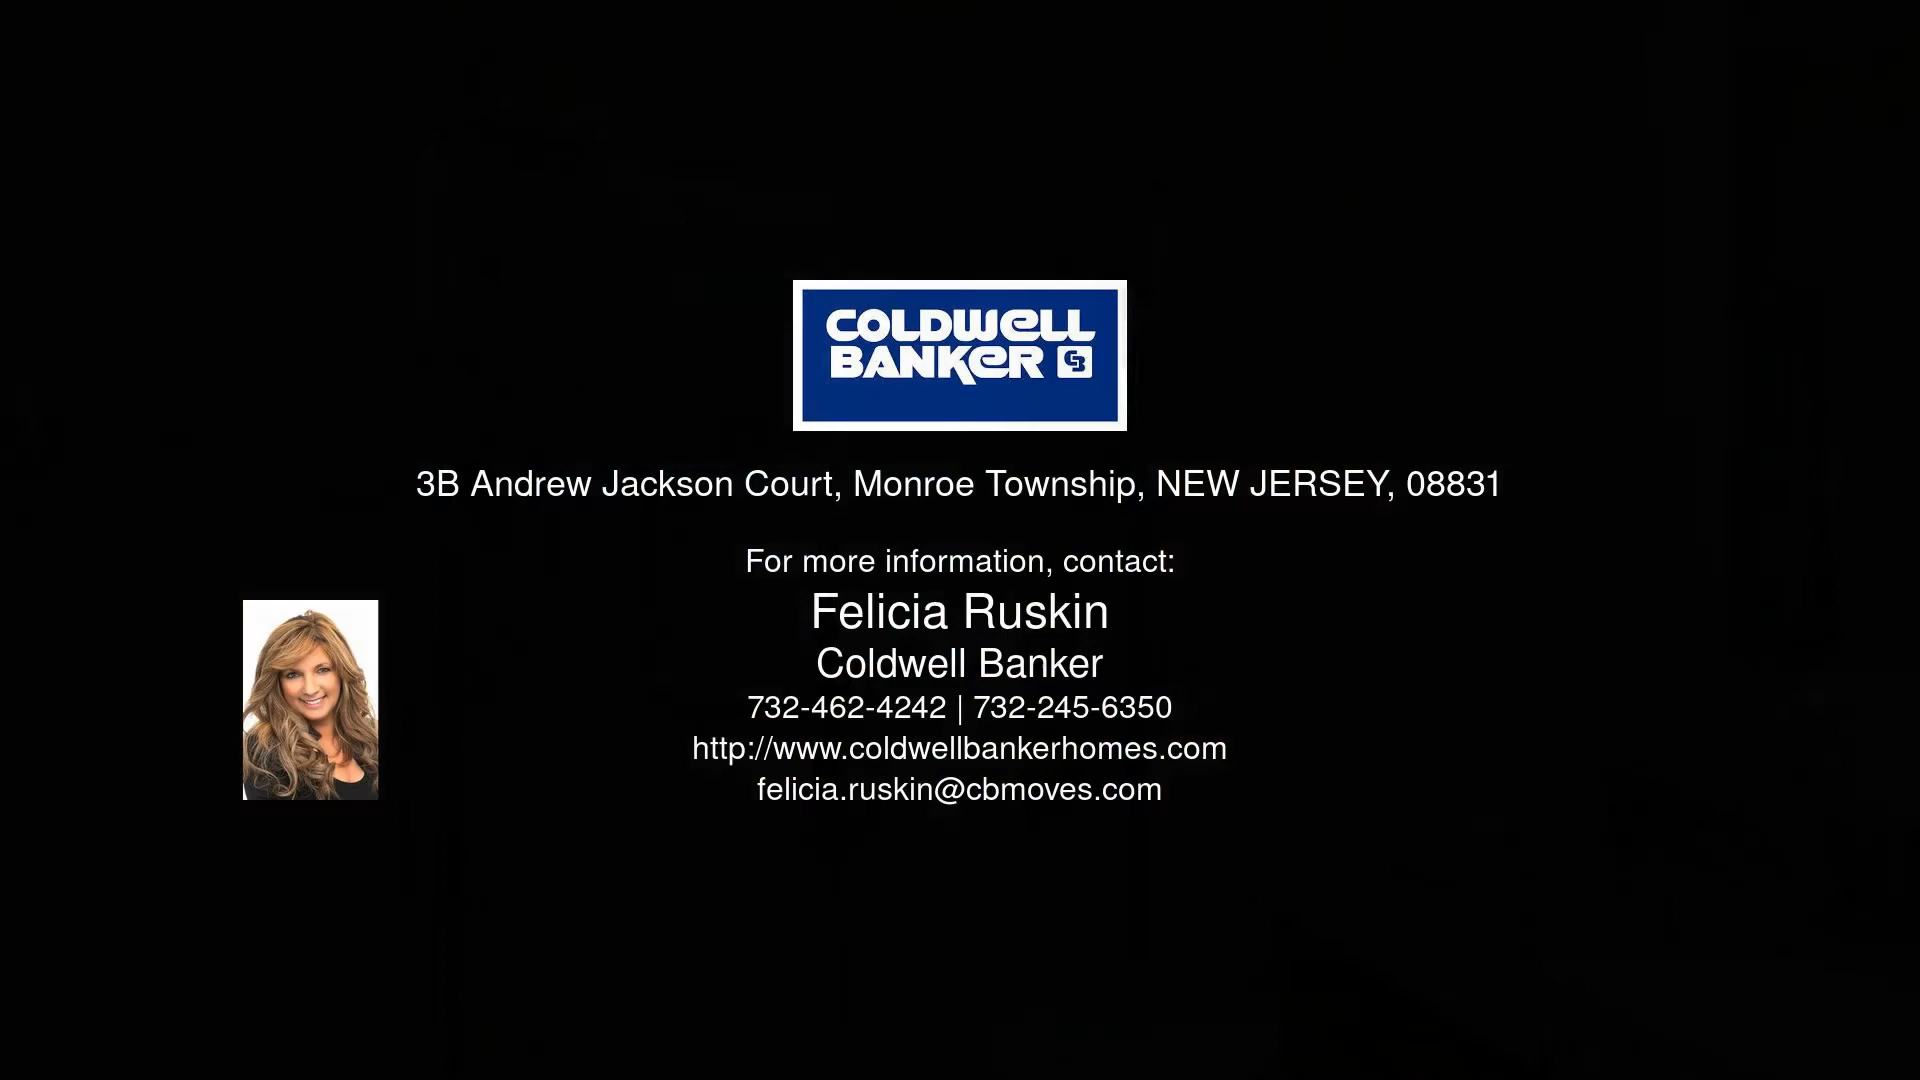 COLDWELL
BANKER CB
3B Andrew Jackson Court, Monroe Township, NEW JERSEY, 08831
For more information, contact:
Felicia Ruskin
Coldwell Banker
732-462-4242 | 732-245-6350
http://www.coldwellbankerhomes.com
felicia.ruskin@cbmoves.com